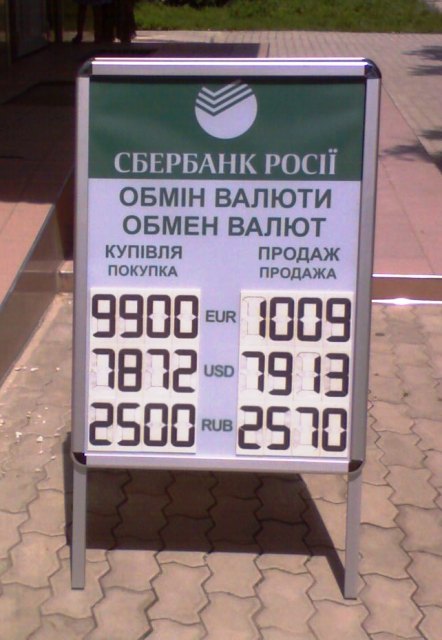 СБЕРБАНК РОСІЇ
ОБМІН ВАЛЮТИ
ОБМЕН ВАЛЮТ
КУПІВЛЯ ПРОДАЖ
ПОКУПКА ПРОДАЖА
9900 EUR 1009
7872 USD 7913
2500 RUB 2570